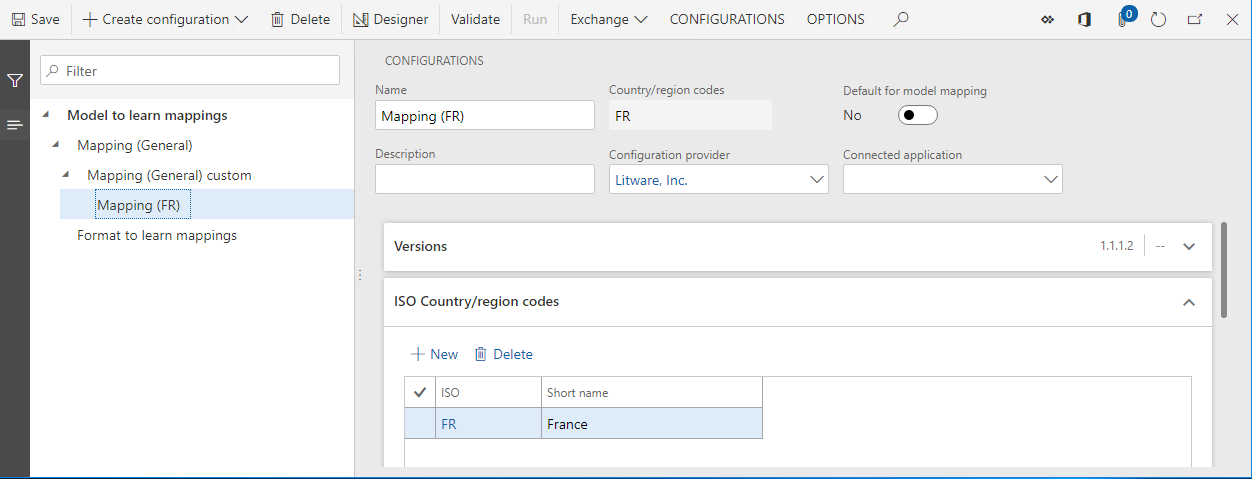 Save Create configuration Delete Designer Validate Run Exchange CONFIGURATIONS OPTIONS 0
Filter
Model to learn mappings
Mapping (General)
Mapping (General) custom
Mapping (FR)
Format to learn mappings
CONFIGURATIONS
Name Country/region codes Default for model mapping
Mapping (FR) FR No
Description Configuration provider Connected application
Litware, Inc.
Versions 1.1.1.2 --
ISO Country/region codes
New Delete
ISO Short name
FR France